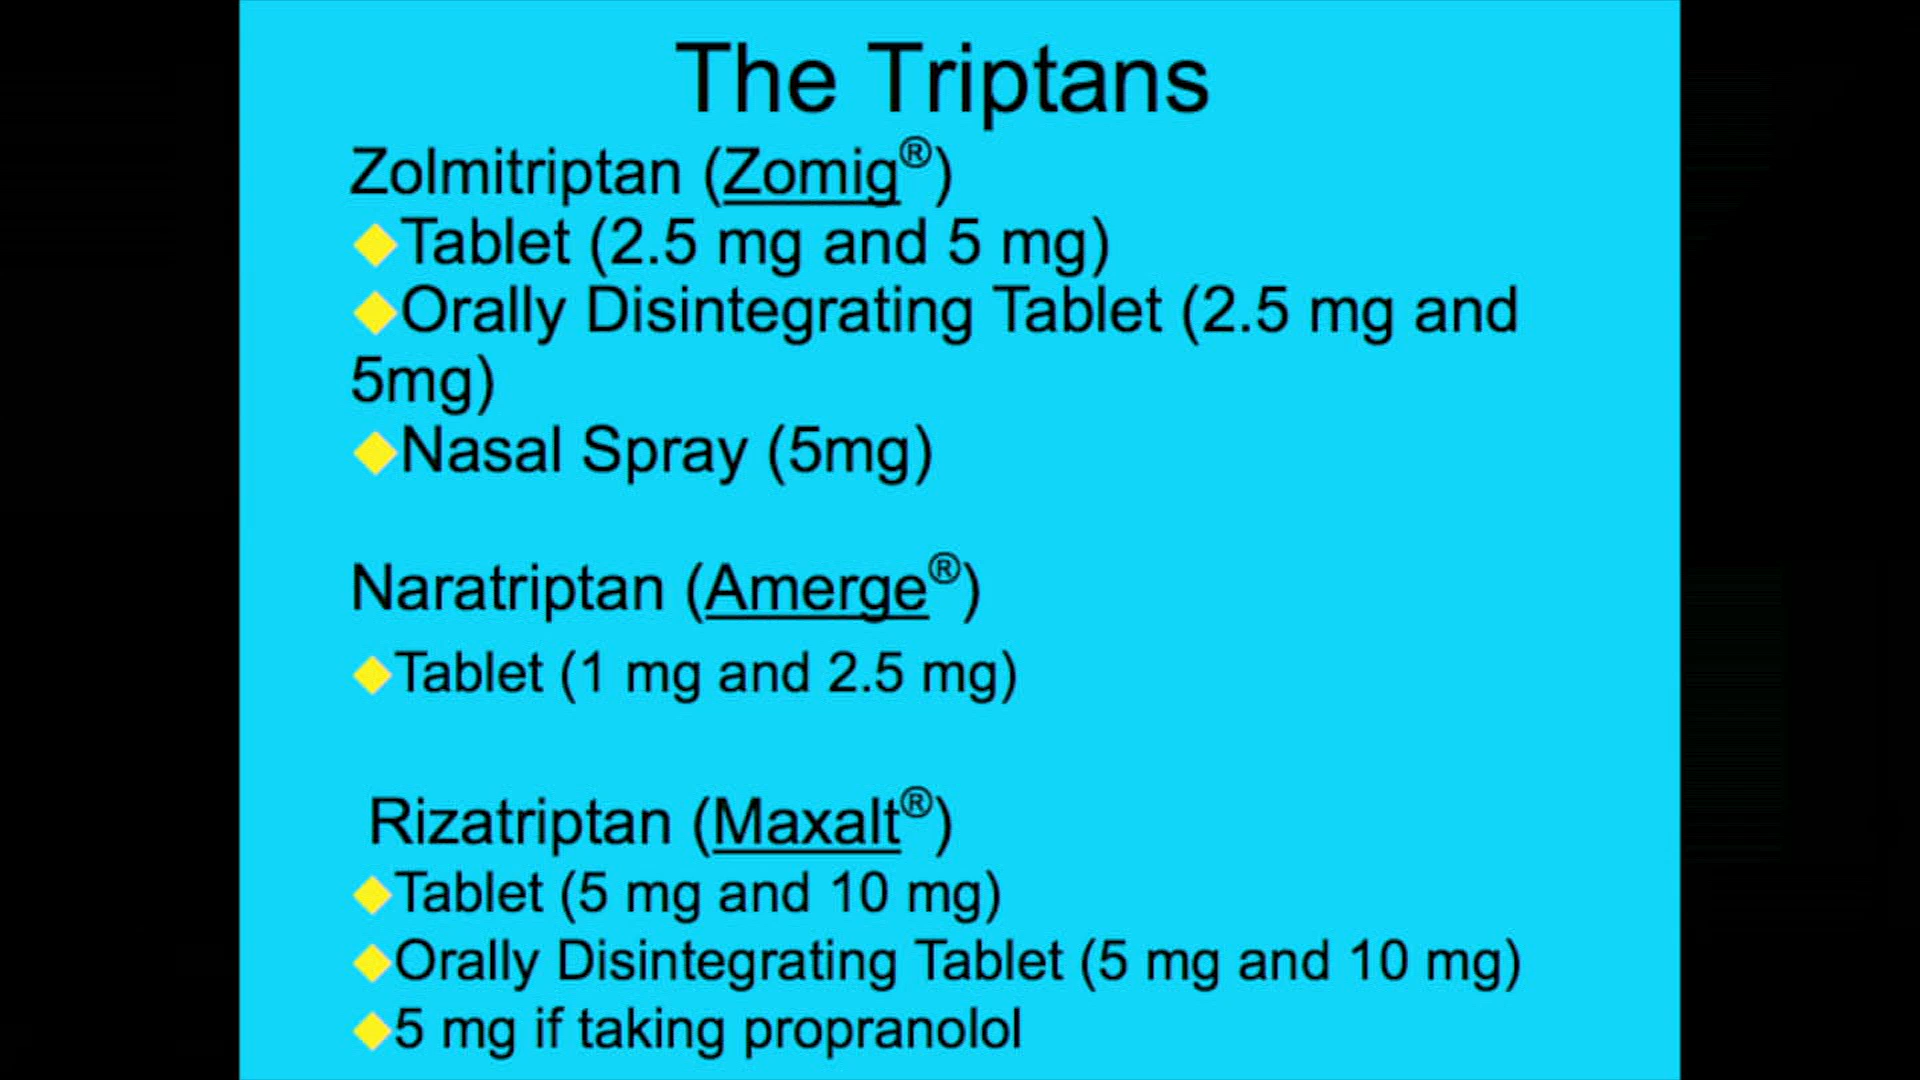 The Triptans
Zolmitriptan (Zomig®)
◆Tablet (2.5 mg and 5 mg)
◆Orally Disintegrating Tablet (2.5 mg and
5mg)
◆Nasal Spray (5mg)
Naratriptan (Amerge®)
◆Tablet (1 mg and 2.5 mg)
Rizatriptan (Maxalt®)
◆Tablet (5 mg and 10 mg)
◆Orally Disintegrating Tablet (5 mg and 10 mg)
◆5 mg if taking propranolol